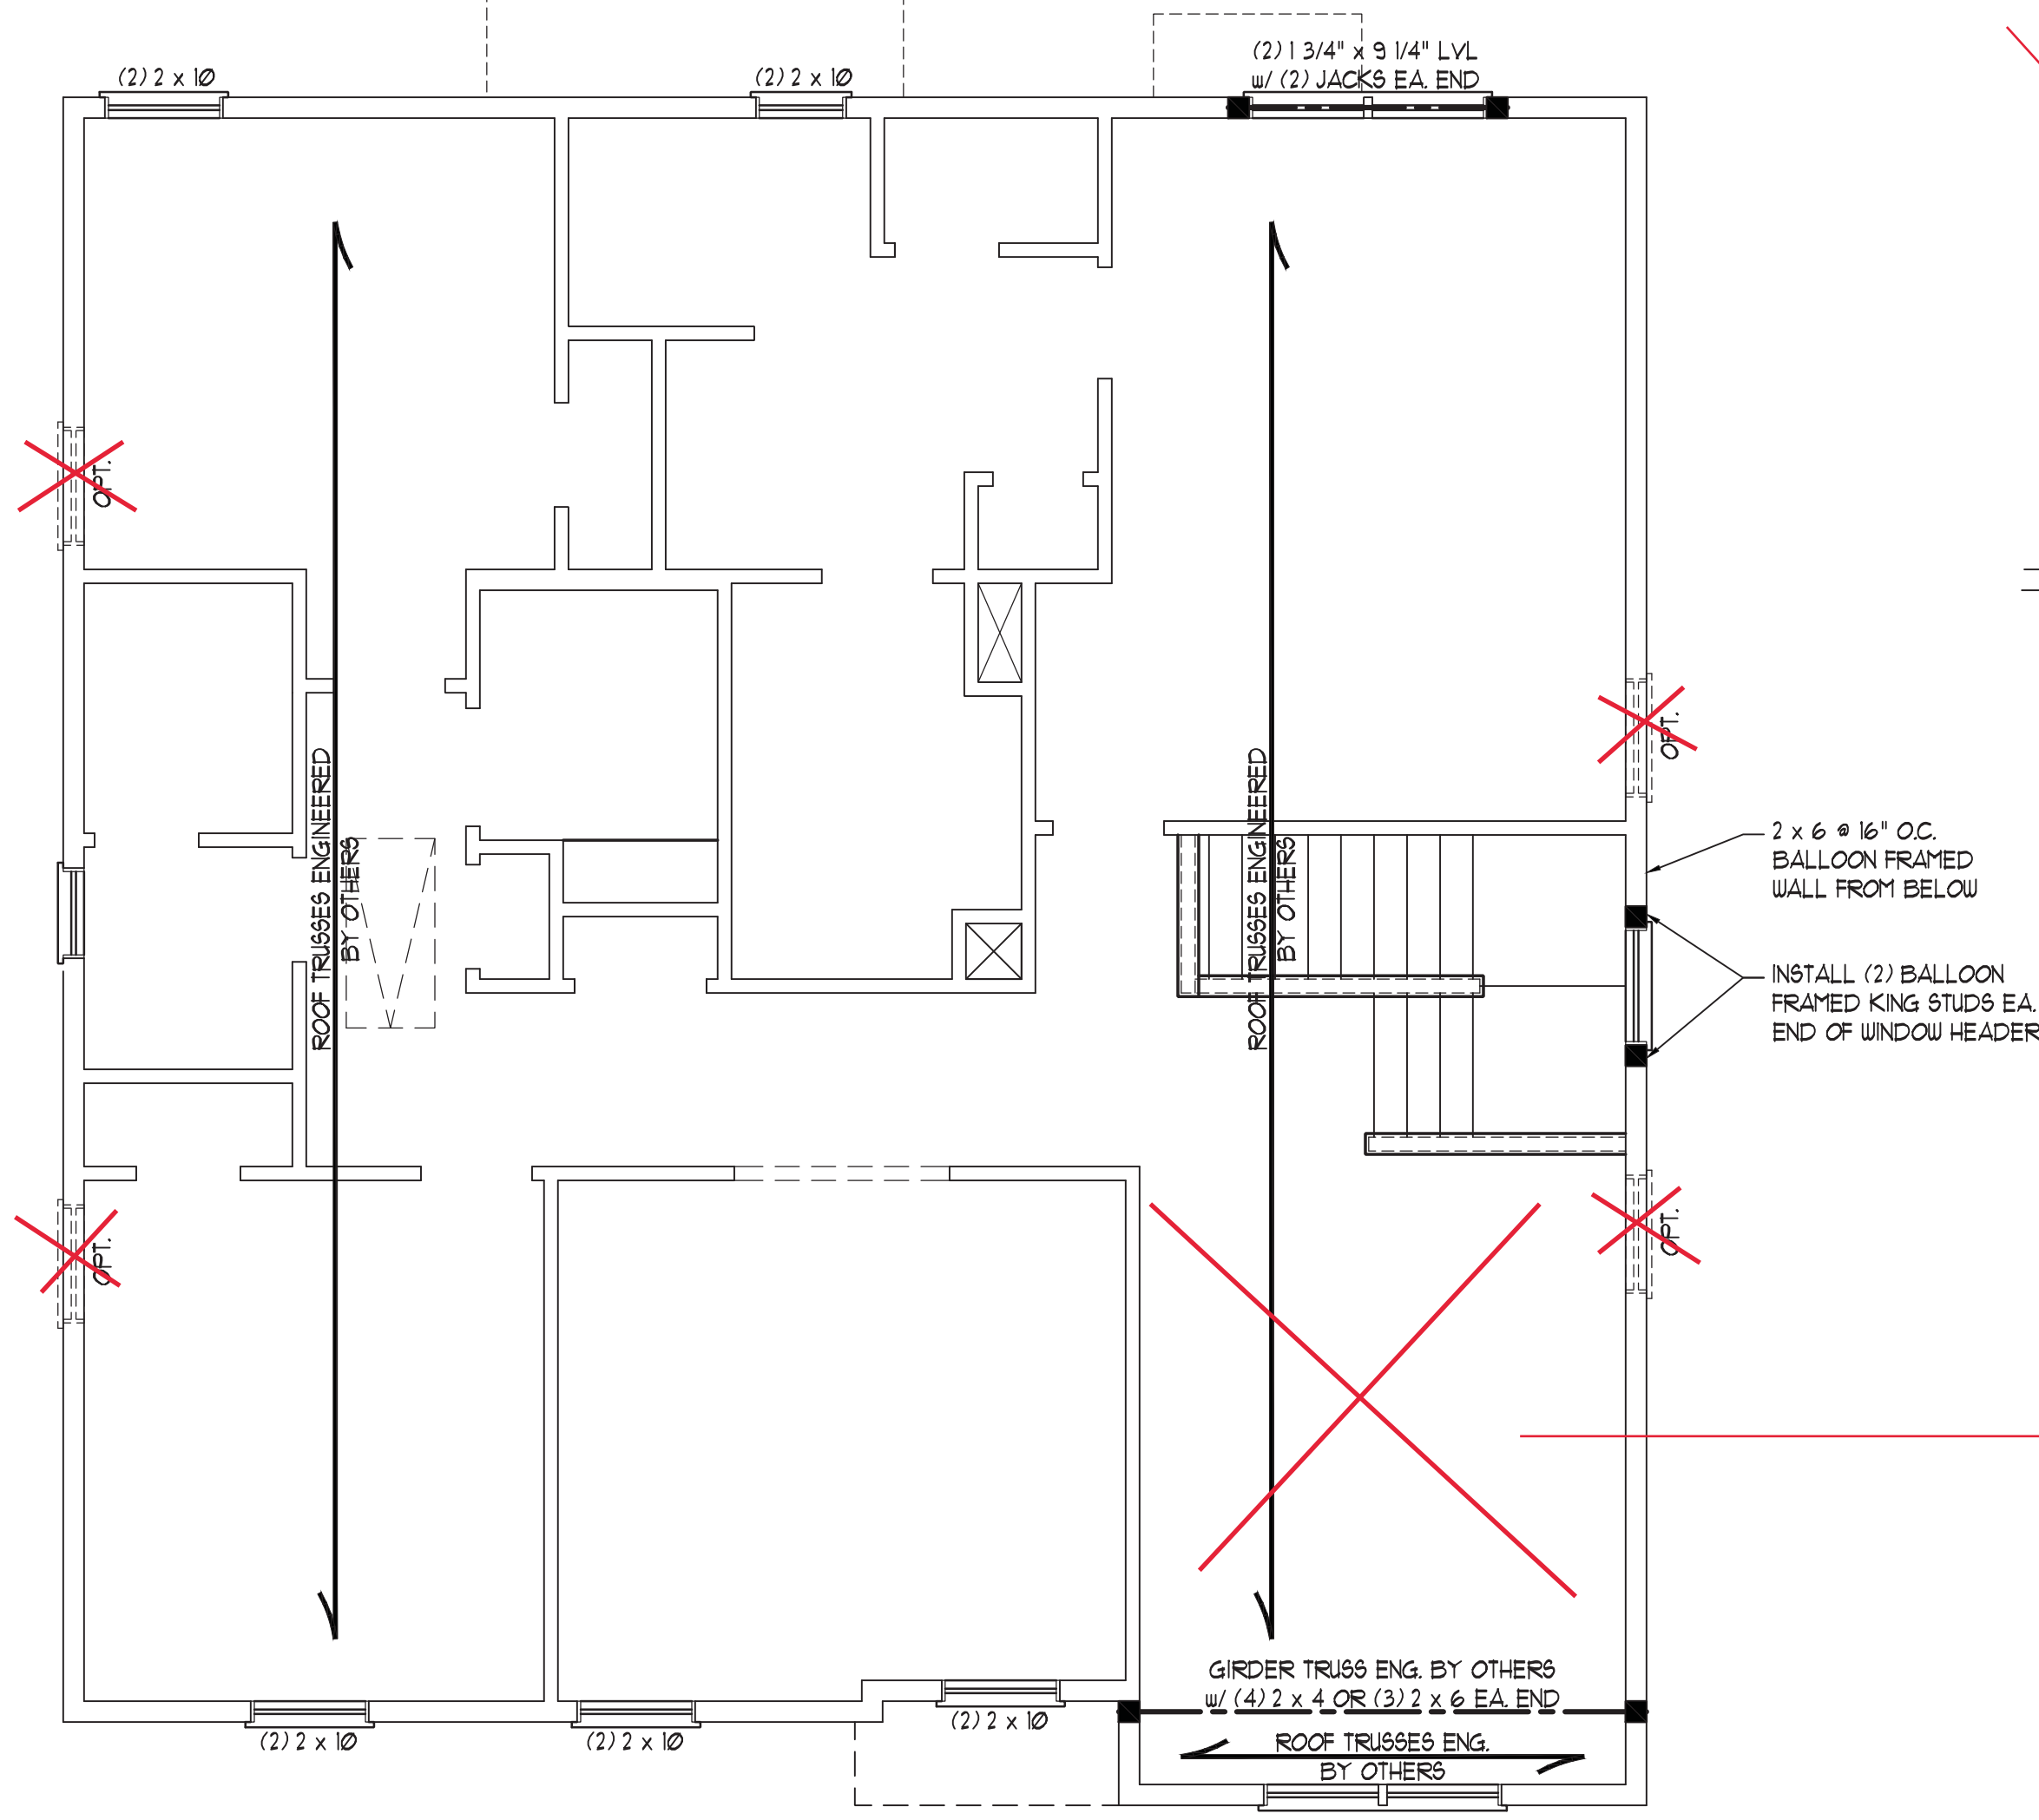 (2) 2 x 10
(2) 2 x 10
(2) 1 3/4" x 9 1/4" LVL
w/ (2) JACKS EA. END
OPT.
OPT.
ROOF TRUSSES ENGINEERED
BY OTHERS
ROOF TRUSSES ENGINEERED
BY OTHERS
2 x 6 @ 16" O.C.
BALLOON FRAMED
WALL FROM BELOW
INSTALL (2) BALLOON
FRAMED KING STUDS EA.
END OF WINDOW HEADER
OPT.
OPT.
GIRDER TRUSS ENG. BY OTHERS
w/ (4) 2 x 4 OR (3) 2 x 6 EA. END
(2) 2 x 10
(2) 2 x 10
(2) 2 x 10
ROOF TRUSSES ENG.
BY OTHERS